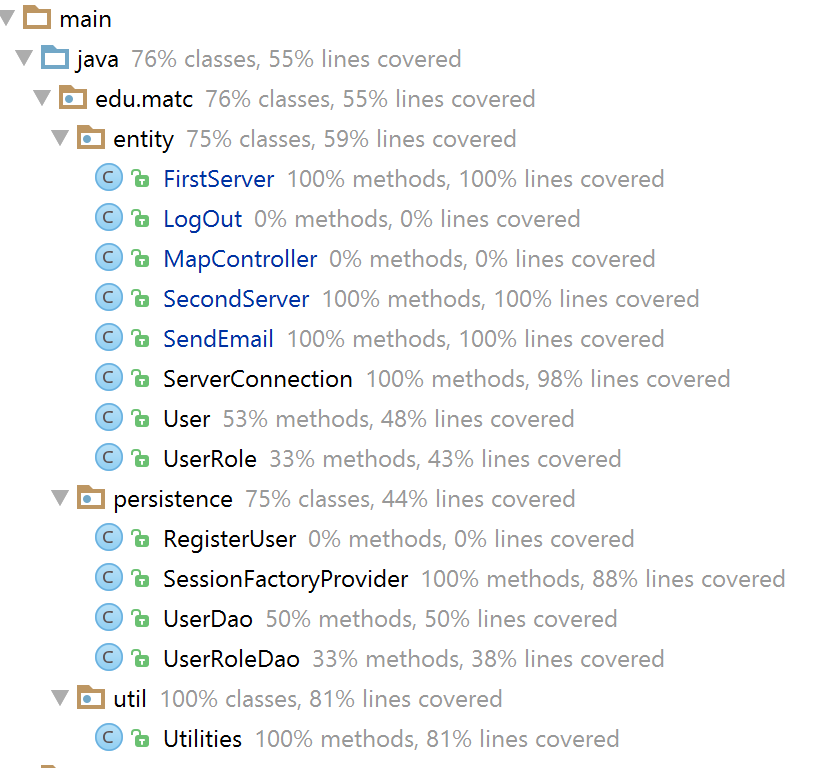 main
java 76% classes, 55% lines covered
edu.matc 76% classes, 55% lines covered
entity 75% classes, 59% lines covered
C FirstServer 100% methods, 100% lines covered
C LogOut 0% methods, 0% lines covered
C MapController 0% methods, 0% lines covered
C SecondServer 100% methods, 100% lines covered
C SendEmail 100% methods, 100% lines covered
C ServerConnection 100% methods, 98% lines covered
C User 53% methods, 48% lines covered
C UserRole 33% methods, 43% lines covered
persistence 75% classes, 44% lines covered
C RegisterUser 0% methods, 0% lines covered
C SessionFactoryProvider 100% methods, 88% lines covered
C UserDao 50% methods, 50% lines covered
C UserRoleDao 33% methods, 38% lines covered
util 100% classes, 81% lines covered
C Utilities 100% methods, 81% lines covered